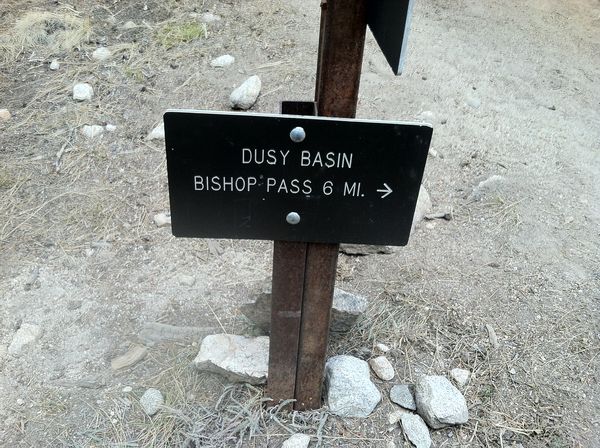 DUSY BASIN
BISHOP PASS 6 MI. →